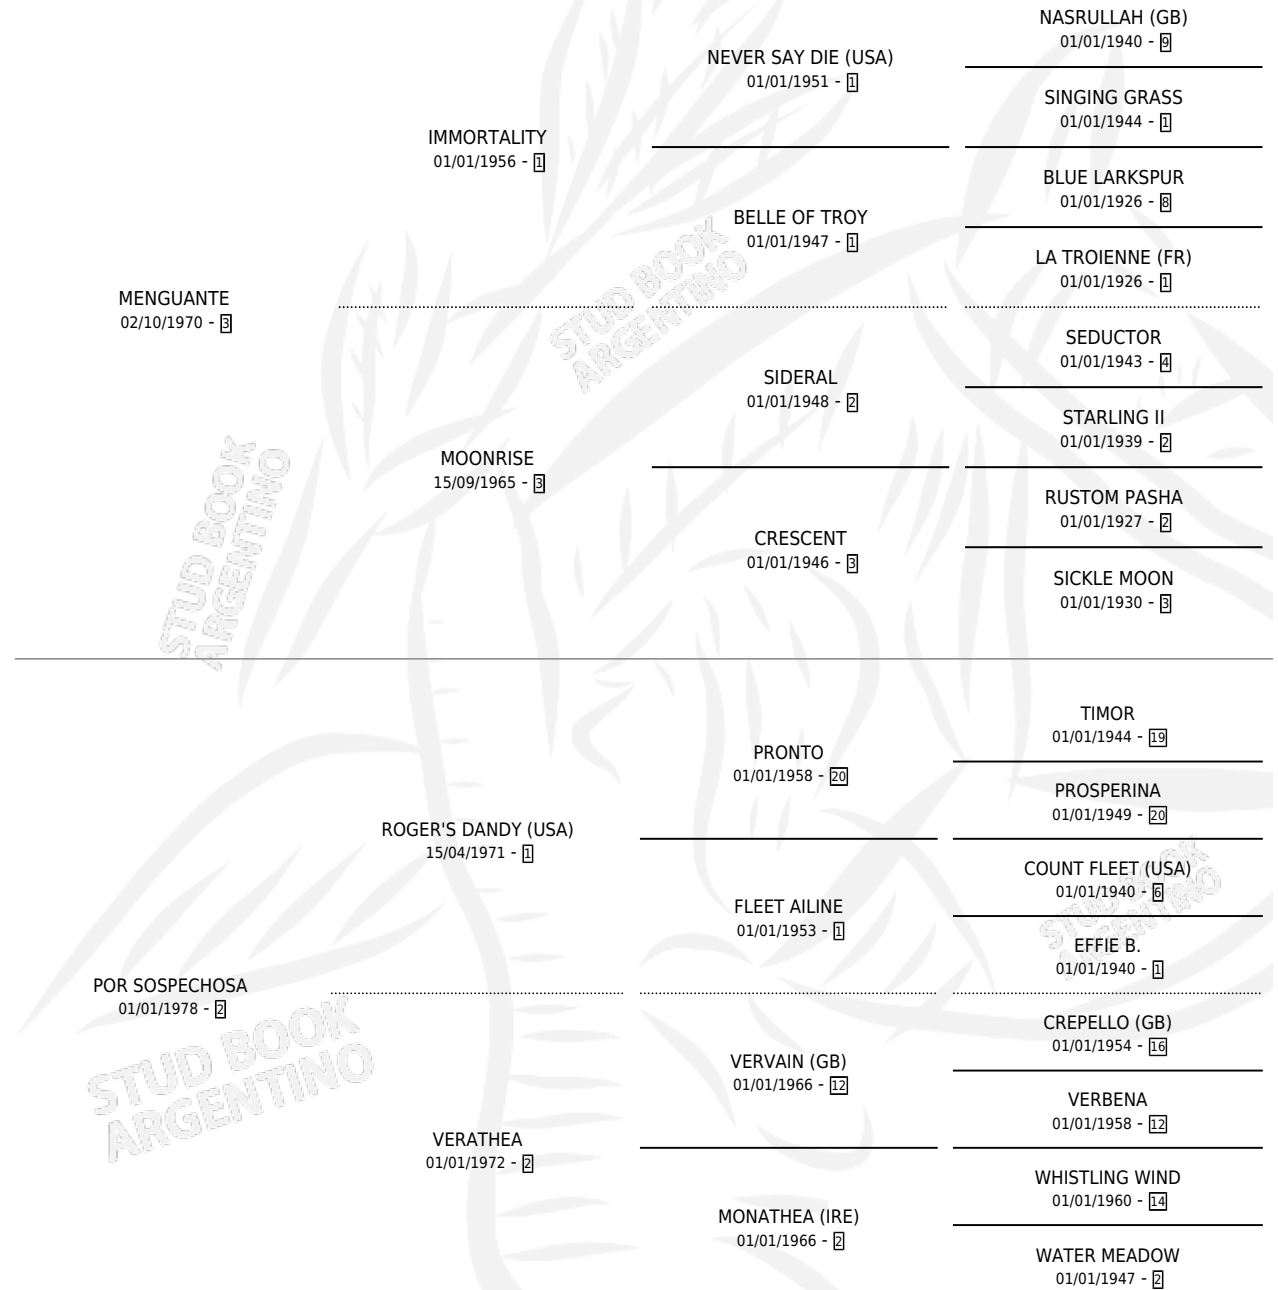 NASRULLAH (GB)
01/01/1940 - 9
NEVER SAY DIE (USA)
01/01/1951 - 1
SINGING GRASS
01/01/1944 - 1
IMMORTALITY
01/01/1956 - 1
BLUE LARKSPUR
01/01/1926 - 8
BELLE OF TROY
01/01/1947 - 1
LA TROIENNE (FR)
01/01/1926 - 1
MENGUANTE
02/10/1970 - 3
SEDUCTOR
01/01/1943 - 4
SIDERAL
01/01/1948 - 2
STARLING II
01/01/1939 - 2
MOONRISE
15/09/1965 - 3
RUSTOM PASHA
01/01/1927 - 2
CRESCENT
01/01/1946 - 3
SICKLE MOON
01/01/1930 - 3
TIMOR
01/01/1944 - 19
PRONTO
01/01/1958 - 20
PROSPERINA
01/01/1949 - 20
ROGER'S DANDY (USA)
15/04/1971 - 1
COUNT FLEET (USA)
01/01/1940 - 6
FLEET AILINE
01/01/1953 - 1
EFFIE B.
01/01/1940 - 1
POR SOSPECHOSA
01/01/1978 - 2
CREPELLO (GB)
01/01/1954 - 16
VERVAIN (GB)
01/01/1966 - 12
VERBENA
01/01/1958 - 12
VERATHEA
01/01/1972 - 2
WHISTLING WIND
01/01/1960 - 14
MONATHEA (IRE)
01/01/1966 - 2
WATER MEADOW
01/01/1947 - 2
STUD BOOK
ARGENTINO
STUD BOOK
ARGENTINO
STUD BOOK
ARGENTINO
STUD BOOK
ARGENTINO